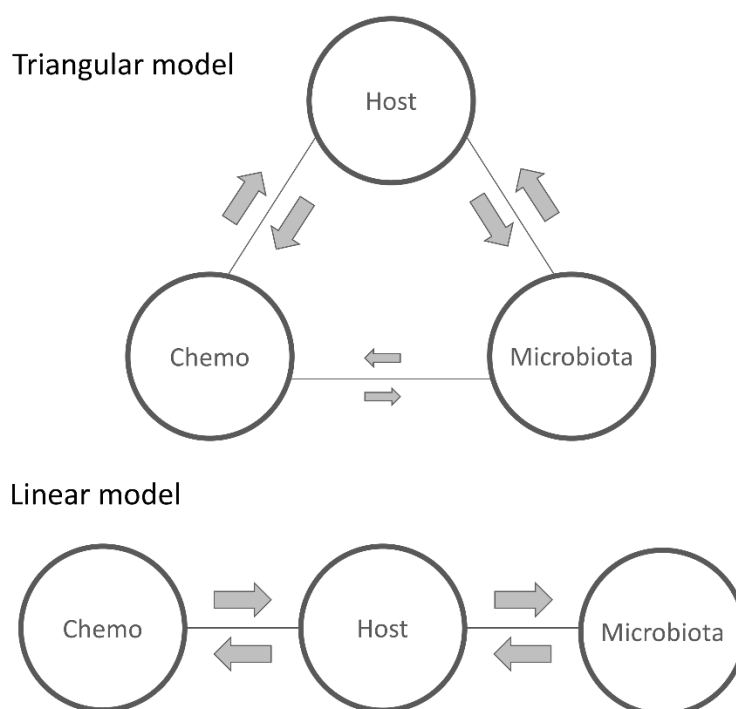 Triangular model
Host
Chemo
Microbiota
Linear model
Chemo
Host
Microbiota